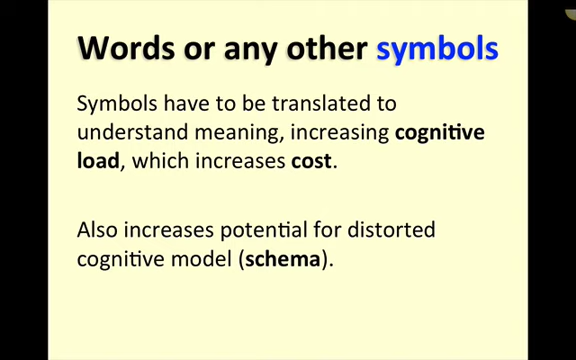 Words or any other symbols
Symbols have to be translated to
understand meaning, increasing cognitive
load, which increases cost.
Also increases potential for distorted
cognitive model (schema).